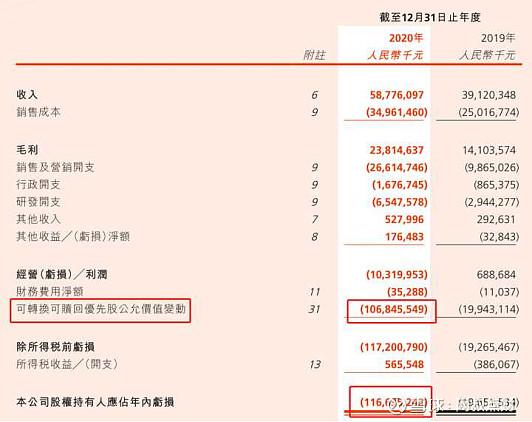 截至12月31日止年度
2020年 2019年
附註 人民幣千元 人民幣千元
收入 6 58,776,097 39,120,348
銷售成本 9 (34,961,460) (25,016,774)
毛利 23,814,637 14,103,574
銷售及營銷開支 9 (26,614,746) (9,865,026)
行政開支 9 (1,676,745) (865,375)
研發開支 9 (6,547,578) (2,944,277)
其他收入 7 527,996 292,631
其他收益╱(虧損)淨額 8 176,483 (32,843)
經營(虧損)╱利潤 (10,319,953) 688,684
財務費用淨額 11 (35,288) (11,037)
可轉換可贖回優先股公允價值變動 31 (106,845,549) (19,943,114)
除所得稅前虧損 (117,200,790) (19,265,467)
所得稅收益╱(開支) 13 565,548 (386,067)
本公司股權持有人應佔年內虧損 (116,635,242) (19,651,534)